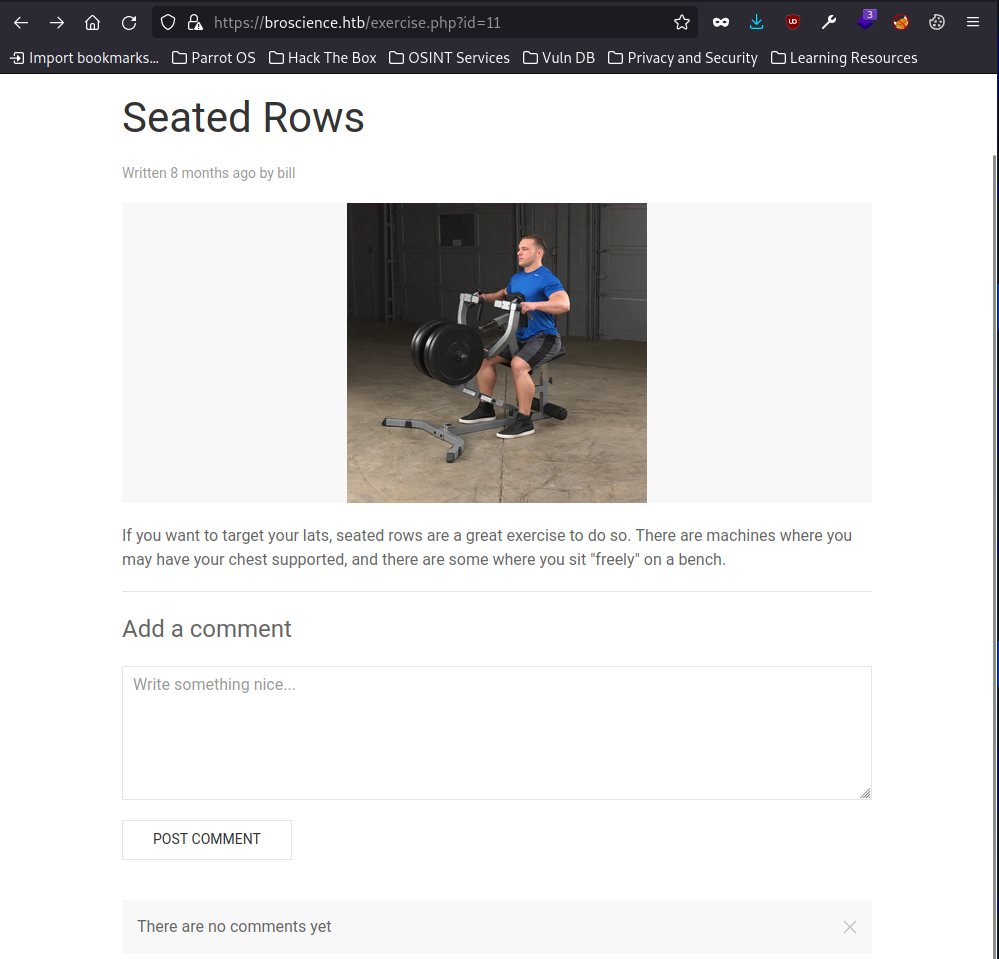 https://broscience.htb/exercise.php?id=11
UD
3
Import bookmarks...
Parrot OS
Hack The Box
OSINT Services
Vuln DB
Privacy and Security
Learning Resources
Seated Rows
Written 8 months ago by bill
If you want to target your lats, seated rows are a great exercise to do so. There are machines where you
may have your chest supported, and there are some where you sit "freely" on a bench.
Add a comment
Write something nice...
POST COMMENT
There are no comments yet